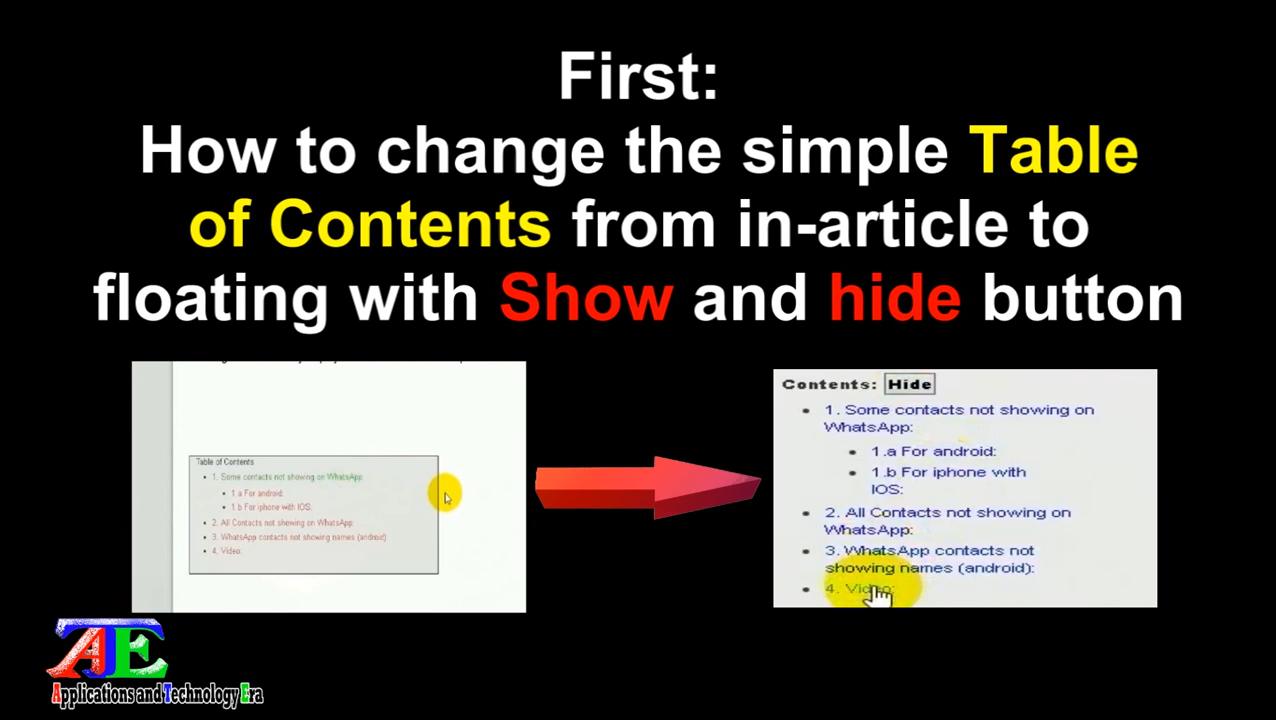 First:
How to change the simple Table
of Contents from in-article to
floating with Show and hide button
Table of Contents
1. Some contacts not showing on WhatsApp:
1.a For android:
1.b For iphone with IOS:
2. All Contacts not showing on WhatsApp:
3. WhatsApp contacts not showing names (android):
4. Video:
Contents: Hide
1. Some contacts not showing on
WhatsApp:
1.a For android:
1.b For iphone with
IOS:
2. All Contacts not showing on
WhatsApp:
3. WhatsApp contacts not
showing names (android):
4. Video:
ATE
Applications and Technology Era